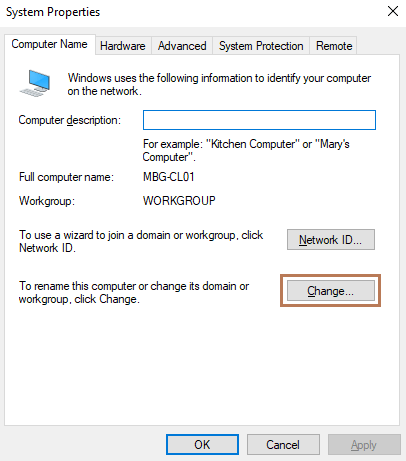 System Properties
Computer Name
Hardware
Advanced
System Protection
Remote
Windows uses the following information to identify your computer
on the network.
Computer description:
For example: "Kitchen Computer" or "Mary's
Computer".
Full computer name:
MBG-CL01
Workgroup:
WORKGROUP
To use a wizard to join a domain or workgroup, click
Network ID.
Network ID...
To rename this computer or change its domain or
workgroup, click Change.
Change...
OK
Cancel
Apply